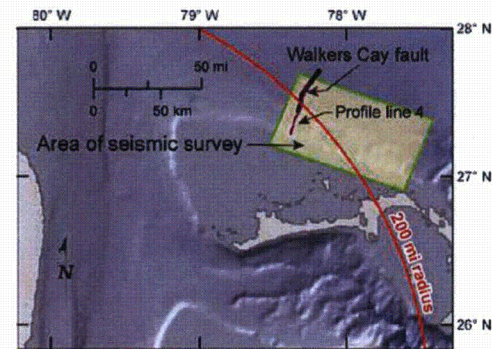 80° W 79° W 78° W
28° N
Walkers Cay fault
0 50 mi
0 50 km
Profile line 4
Area of seismic survey
27° N
200 mi radius
N
26° N